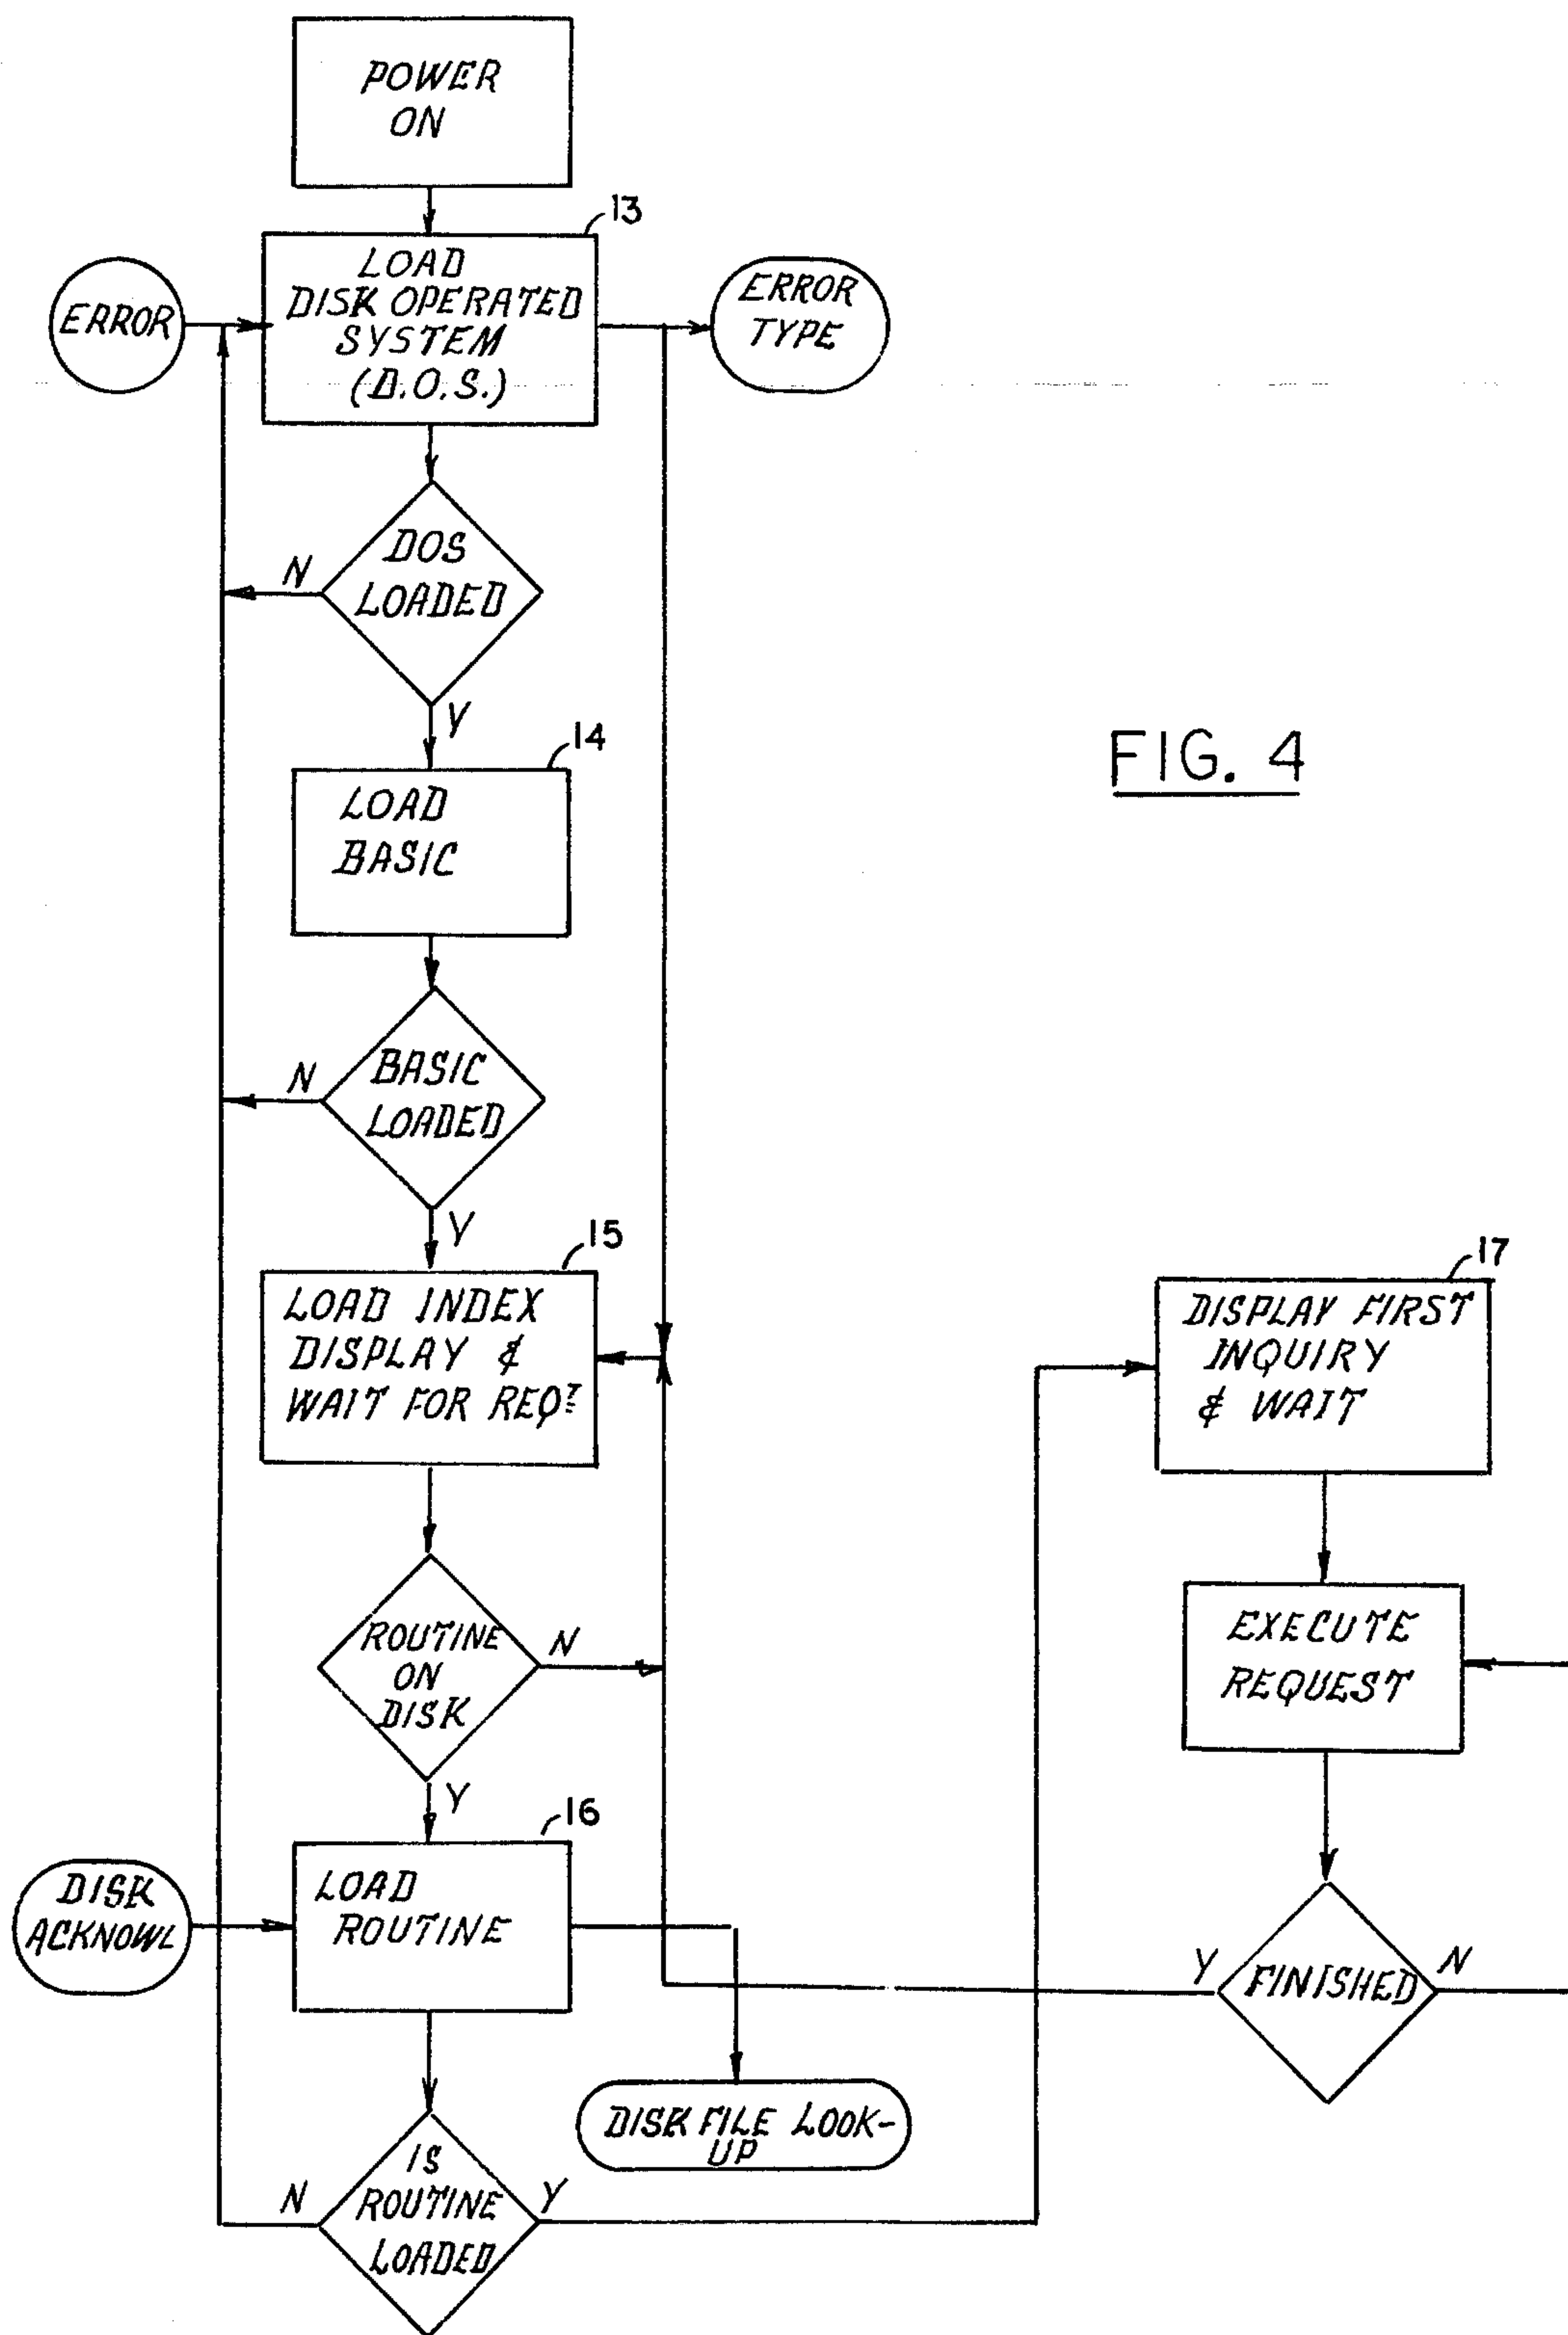 POWER
ON
13
LOAD
DISK OPERATED
SYSTEM
(D.O.S.)
ERROR
ERROR
TYPE
DOS
LOADED
N
Y
14
LOAD
BASIC
FIG. 4
BASIC
LOADED
N
Y
15
LOAD INDEX
DISPLAY &
WAIT FOR REQT
17
DISPLAY FIRST
INQUIRY
& WAIT
ROUTINE
ON
DISK
N
Y
EXECUTE
REQUEST
16
LOAD
ROUTINE
DISK
ACKNOWL
Y
FINISHED
N
DISK FILE LOOK-
UP
IS
ROUTINE
LOADED
N
Y